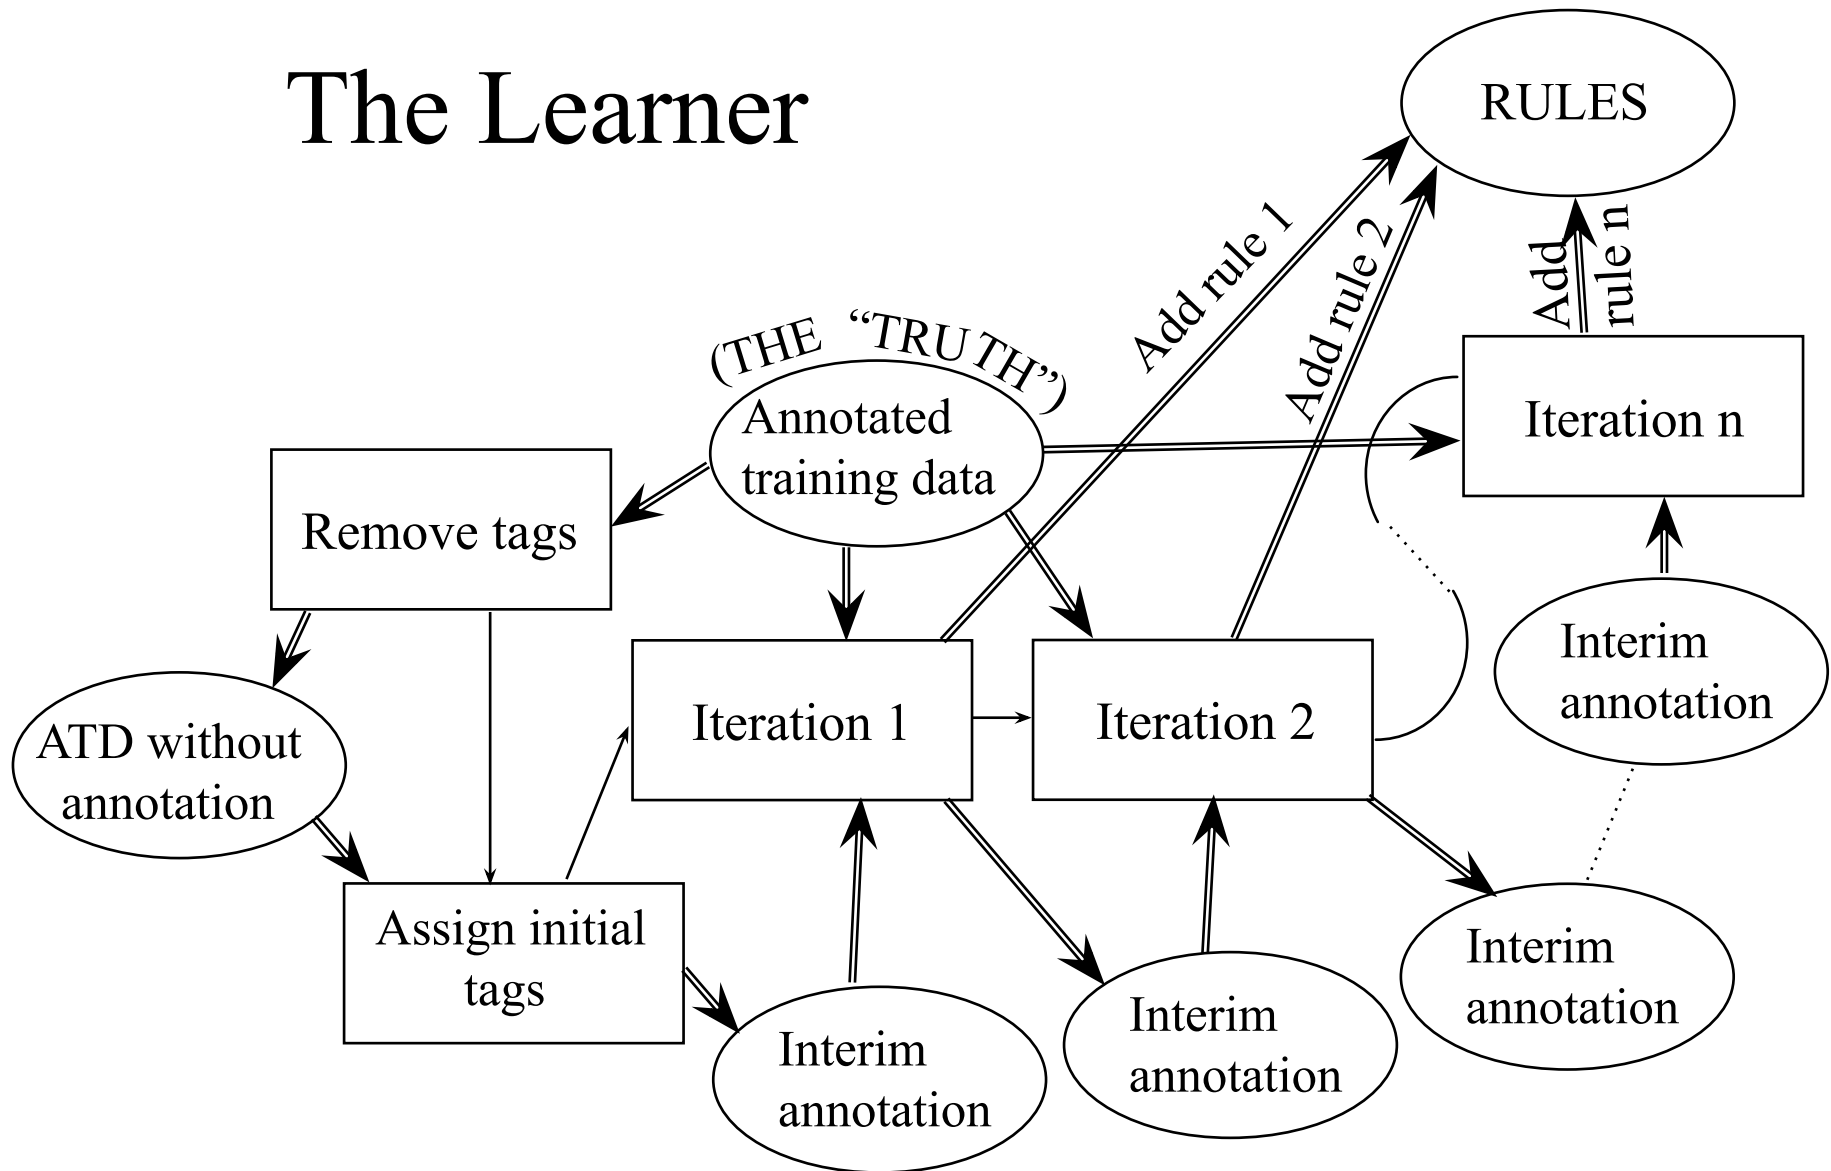 The Learner
RULES
Add rule 1
Add rule 2
Add
rule n
(THE “TRUTH”)
Annotated
training data
Iteration n
Remove tags
Interim
annotation
Iteration 1
Iteration 2
ATD without
annotation
Assign initial
tags
Interim
annotation
Interim
annotation
Interim
annotation